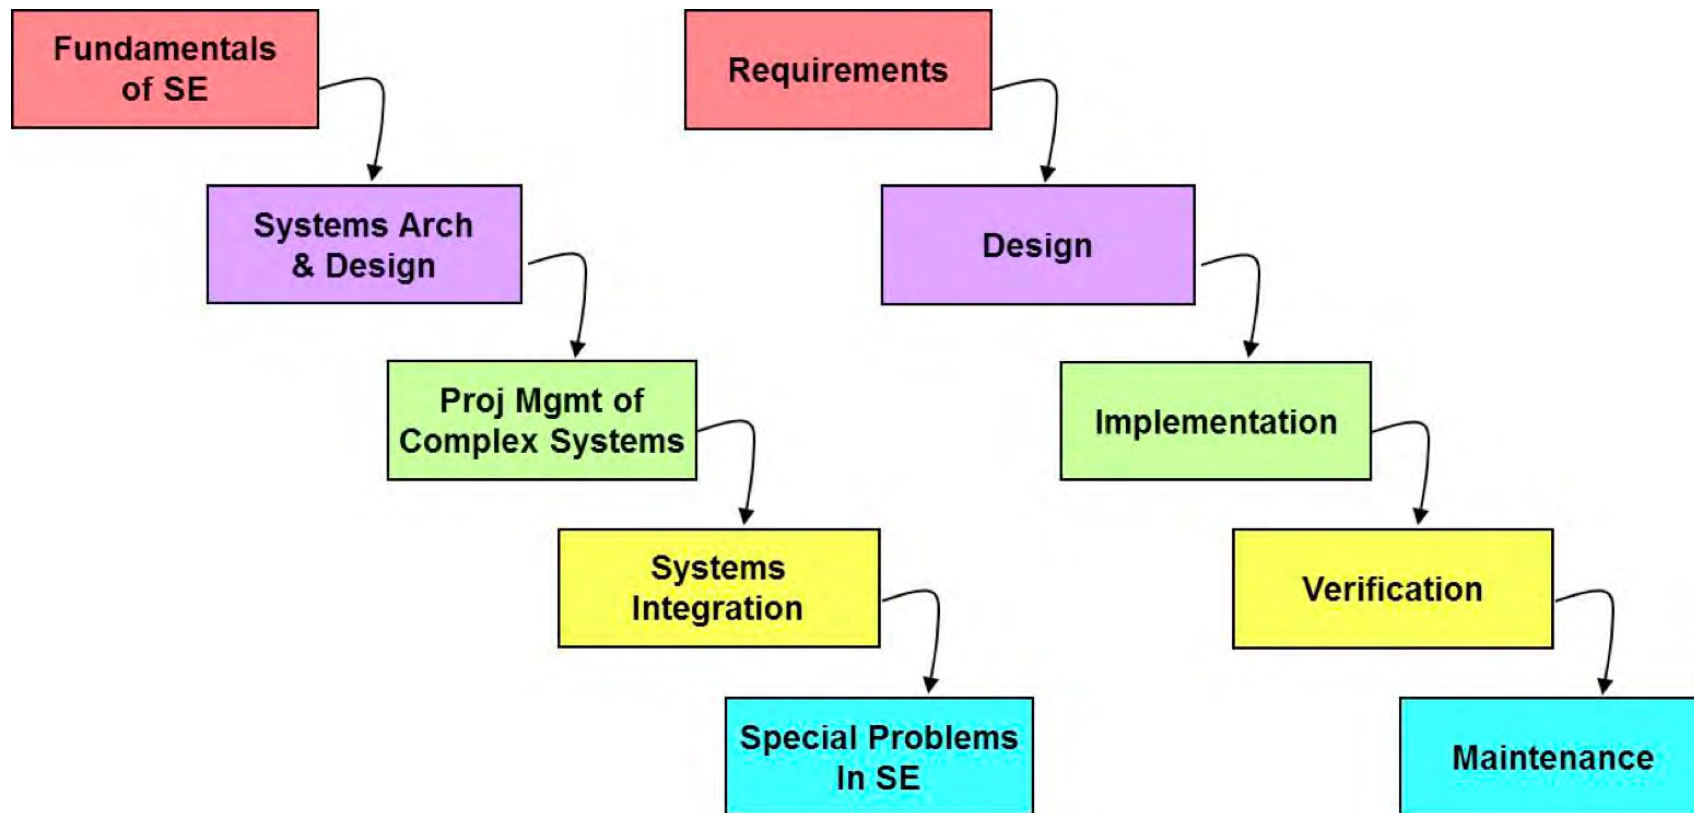 Fundamentals
of SE
Requirements
Systems Arch
& Design
Design
Proj Mgmt of
Complex Systems
Implementation
Systems
Integration
Verification
Special Problems
In SE
Maintenance